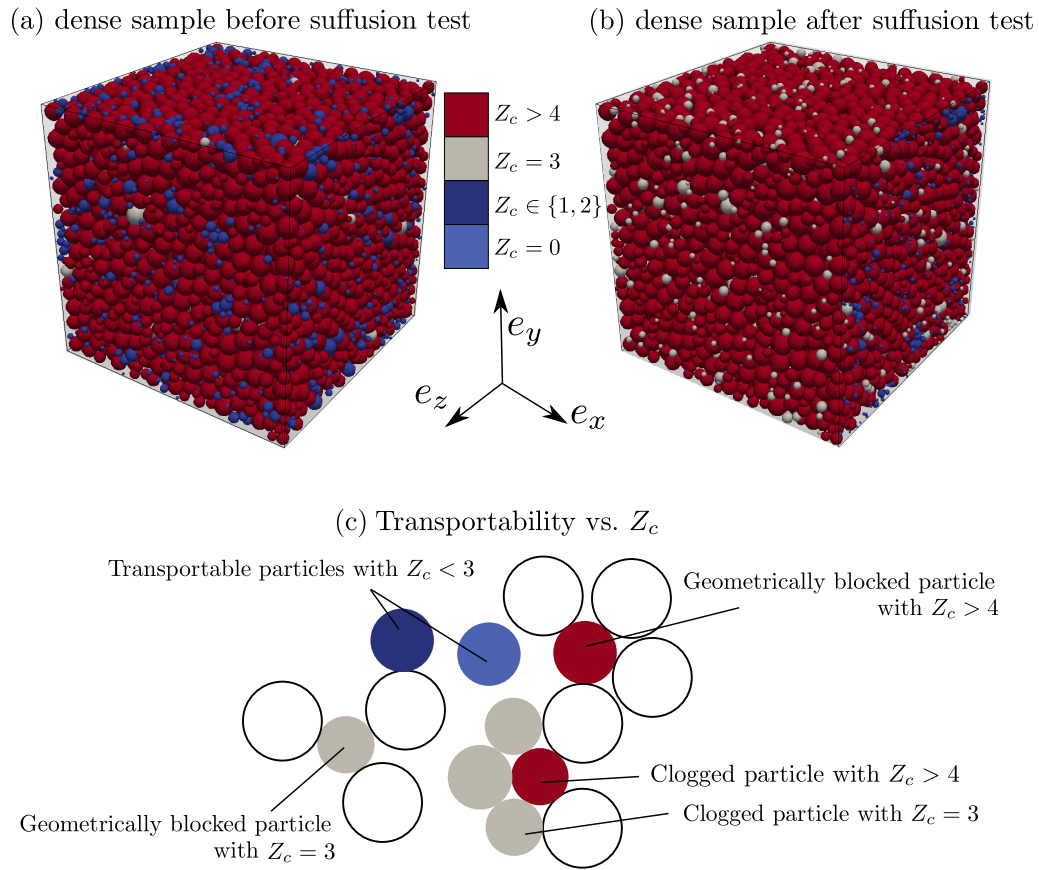 (a) dense sample before suffusion test
(b) dense sample after suffusion test
Z_c > 4
Z_c = 3
Z_c ∈ {1, 2}
Z_c = 0
e_y
e_z
e_x
(c) Transportability vs. Z_c
Transportable particles with Z_c < 3
Geometrically blocked particle
with Z_c > 4
Clogged particle with Z_c > 4
Clogged particle with Z_c = 3
Geometrically blocked particle
with Z_c = 3